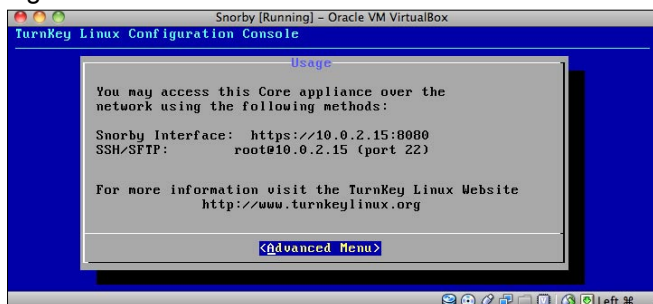 Snorby [Running] – Oracle VM VirtualBox
TurnKey Linux Configuration Console
Usage
You may access this Core appliance over the
network using the following methods:
Snorby Interface: https://10.0.2.15:8080
SSH/SFTP: root@10.0.2.15 (port 22)
For more information visit the TurnKey Linux Website
http://www.turnkeylinux.org
<Advanced Menu>
Left ⌘